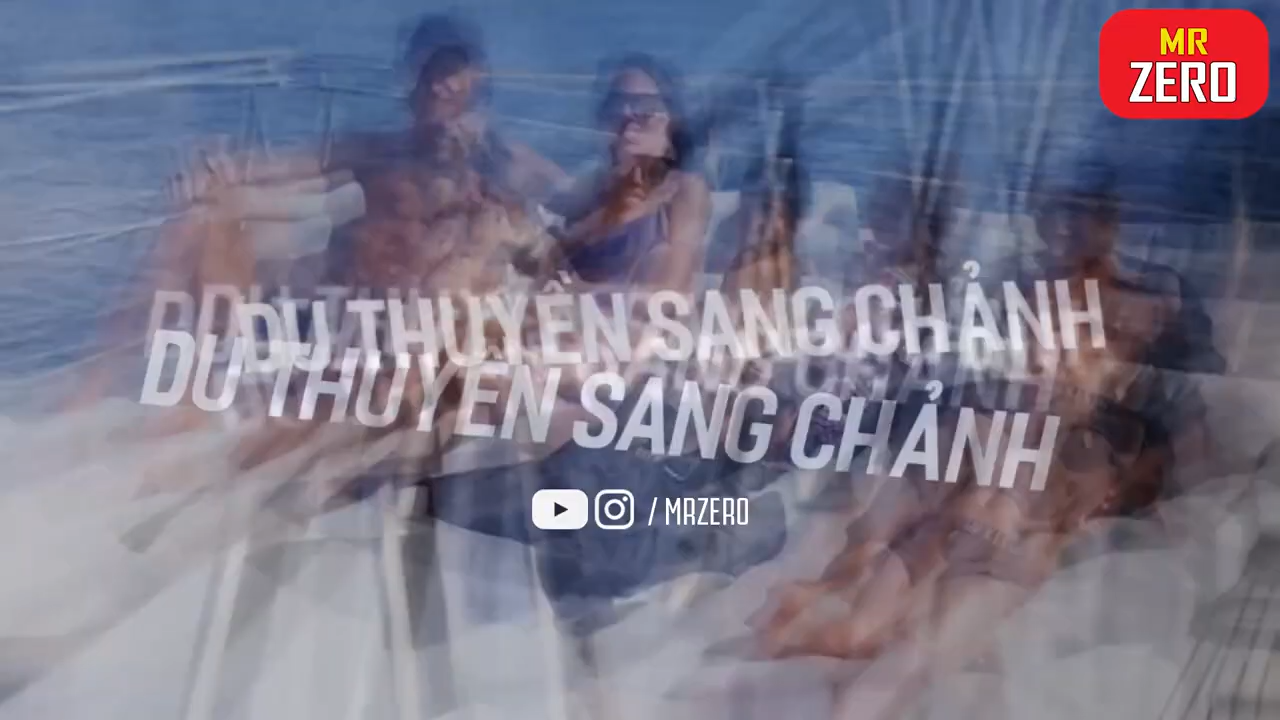 MR
ZERO
DU THUYỀN SANG CHẢNH
DU THUYỀN SANG CHẢNH
/ MRZERO